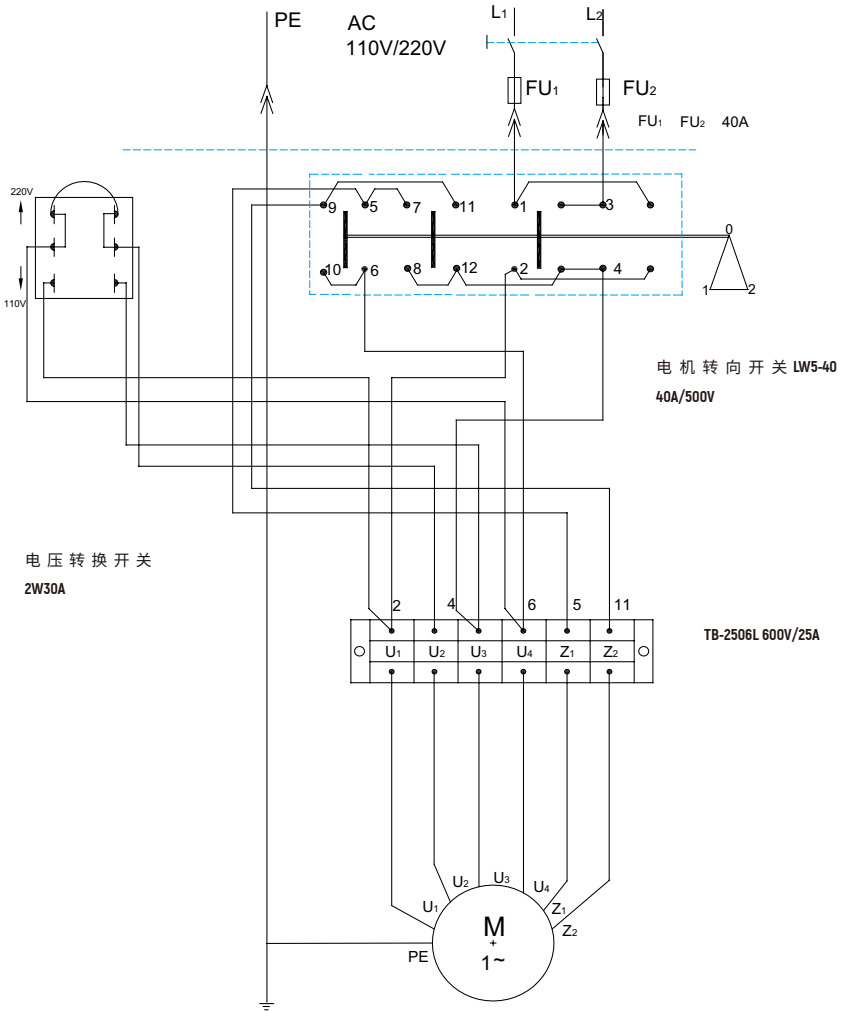 PE
AC
110V/220V
L1
L2
FU1
FU2
FU1 FU2 40A
220V
110V
9 5 7 11 1 3
10 6 8 12 2 4
0
1 2
电机转向开关 LW5-40
40A/500V
电压转换开关
2W30A
2 4 6 5 11
U1 U2 U3 U4 Z1 Z2
TB-2506L 600V/25A
U1 U2 U3 U4 Z1 Z2
PE
M
1~